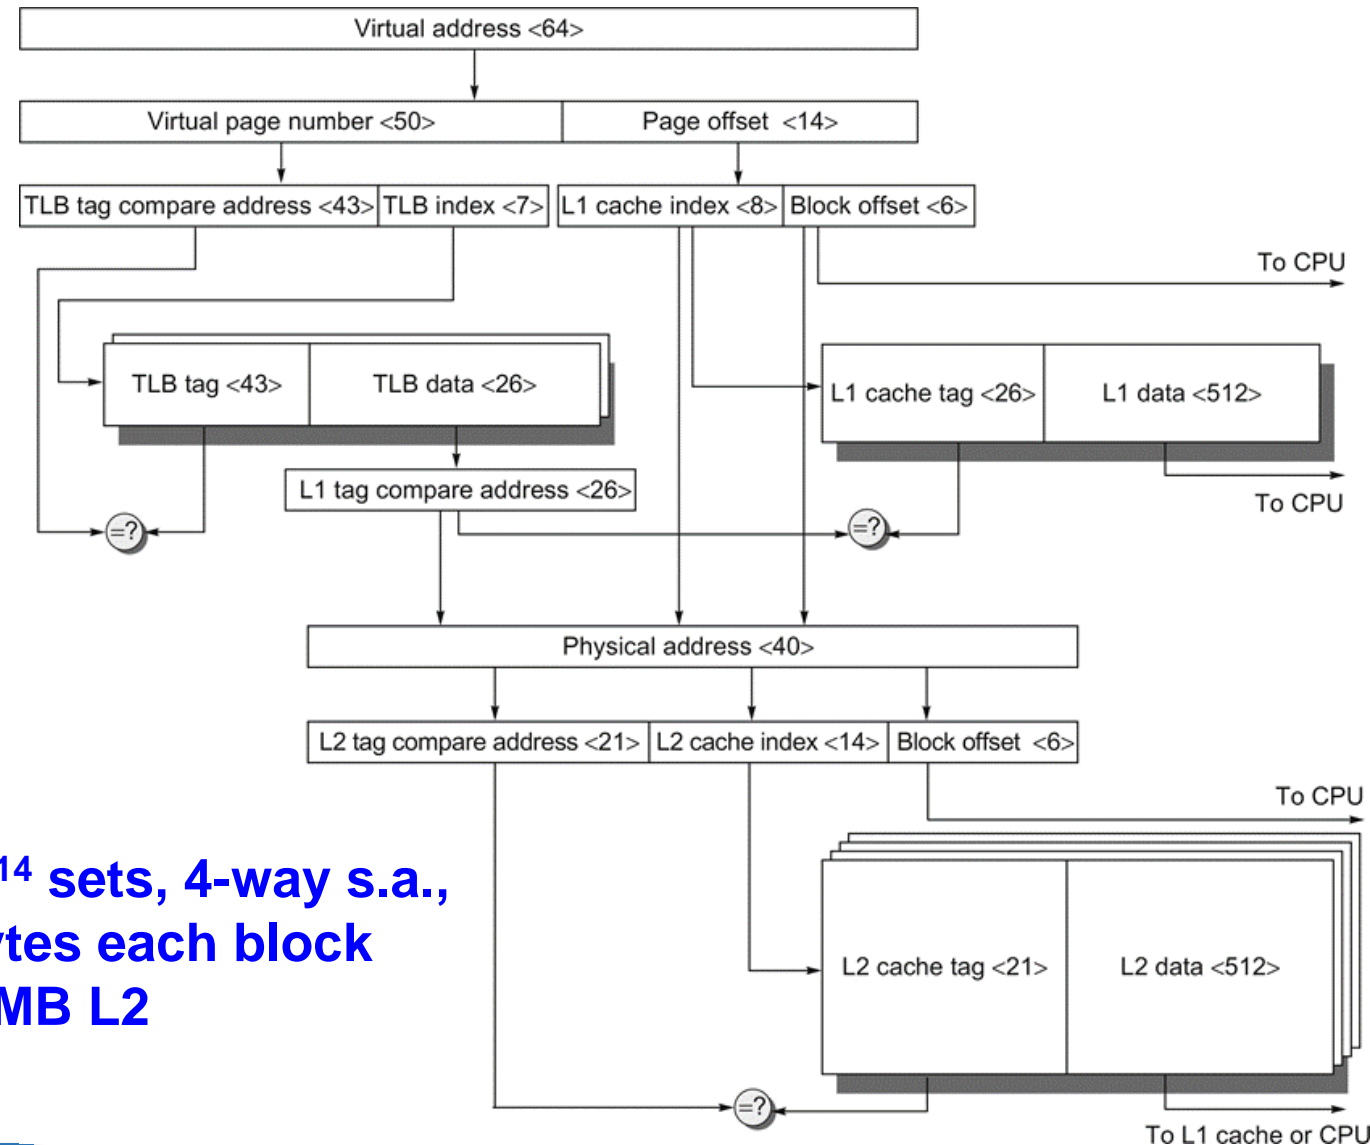 Virtual address <64>
Virtual page number <50> Page offset <14>
TLB tag compare address <43> TLB index <7> L1 cache index <8> Block offset <6>
To CPU
TLB tag <43> TLB data <26> L1 cache tag <26> L1 data <512>
L1 tag compare address <26>
To CPU
=? =?
Physical address <40>
L2 tag compare address <21> L2 cache index <14> Block offset <6>
To CPU
14 sets, 4-way s.a.,
ytes each block
MB L2
L2 cache tag <21> L2 data <512>
=?
To L1 cache or CPU